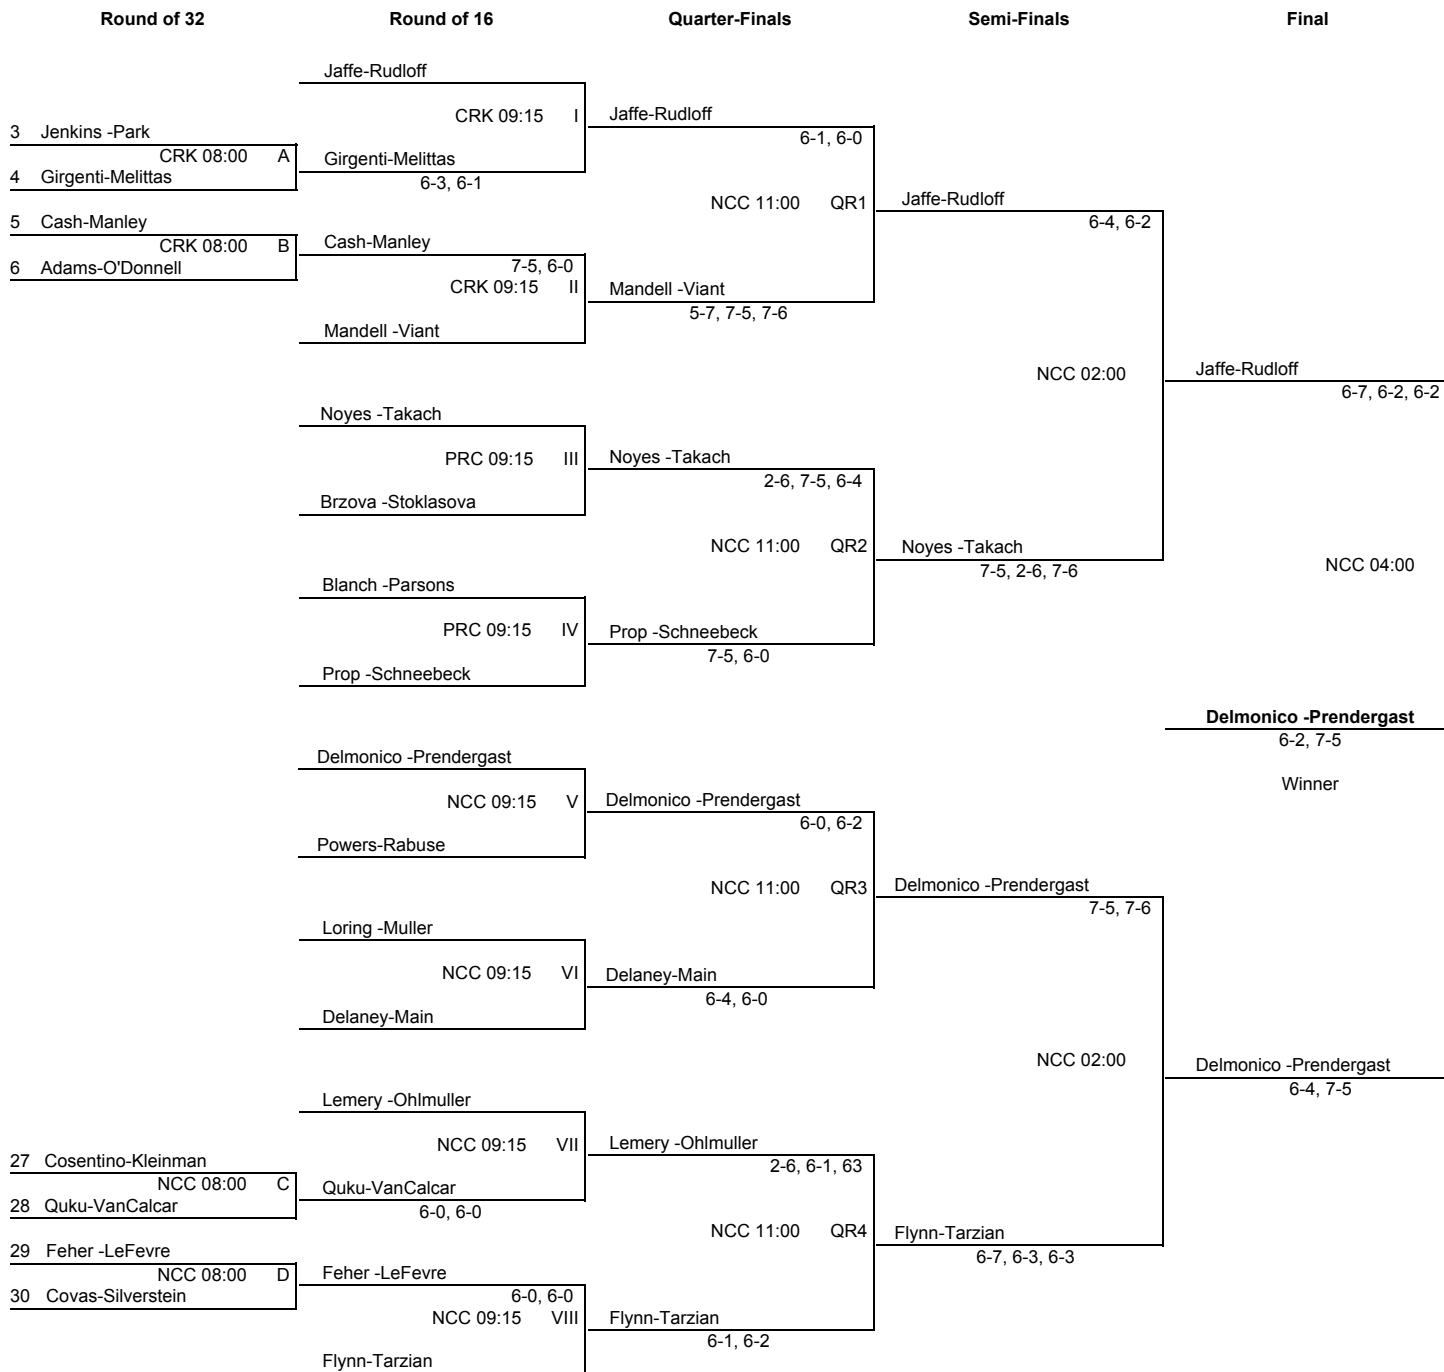 Round of 32 Round of 16 Quarter-Finals Semi-Finals Final
Jaffe-Rudloff
CRK 09:15 I Jaffe-Rudloff
3 Jenkins -Park 6-1, 6-0
CRK 08:00 A Girgenti-Melittas
4 Girgenti-Melittas 6-3, 6-1
NCC 11:00 QR1 Jaffe-Rudloff
5 Cash-Manley 6-4, 6-2
CRK 08:00 B Cash-Manley
6 Adams-O'Donnell 7-5, 6-0
CRK 09:15 II Mandell -Viant
5-7, 7-5, 7-6
Mandell -Viant
NCC 02:00 Jaffe-Rudloff
6-7, 6-2, 6-2
Noyes -Takach
PRC 09:15 III Noyes -Takach
2-6, 7-5, 6-4
Brzova -Stoklasova
NCC 11:00 QR2 Noyes -Takach
7-5, 2-6, 7-6 NCC 04:00
Blanch -Parsons
PRC 09:15 IV Prop -Schneebeck
7-5, 6-0
Prop -Schneebeck
Delmonico -Prendergast
6-2, 7-5
Delmonico -Prendergast
Winner
NCC 09:15 V Delmonico -Prendergast
6-0, 6-2
Powers-Rabuse
NCC 11:00 QR3 Delmonico -Prendergast
7-5, 7-6
Loring -Muller
NCC 09:15 VI Delaney-Main
6-4, 6-0
Delaney-Main
NCC 02:00 Delmonico -Prendergast
6-4, 7-5
Lemery -Ohlmuller
NCC 09:15 VII Lemery -Ohlmuller
27 Cosentino-Kleinman 2-6, 6-1, 63
NCC 08:00 C Quku-VanCalcar
28 Quku-VanCalcar 6-0, 6-0
NCC 11:00 QR4 Flynn-Tarzian
29 Feher -LeFevre 6-7, 6-3, 6-3
NCC 08:00 D Feher -LeFevre
30 Covas-Silverstein 6-0, 6-0
NCC 09:15 VIII Flynn-Tarzian
6-1, 6-2
Flynn-Tarzian